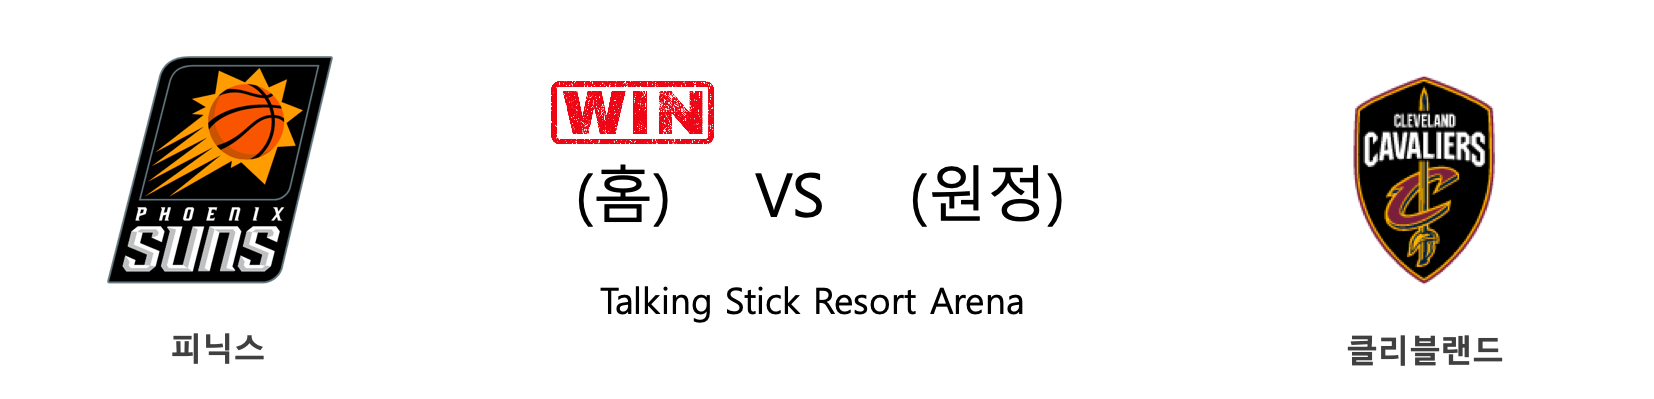 PHOENIX
SUNS
피닉스
WIN
(홈) VS (원정)
Talking Stick Resort Arena
CLEVELAND
CAVALIERS
C
클리블랜드